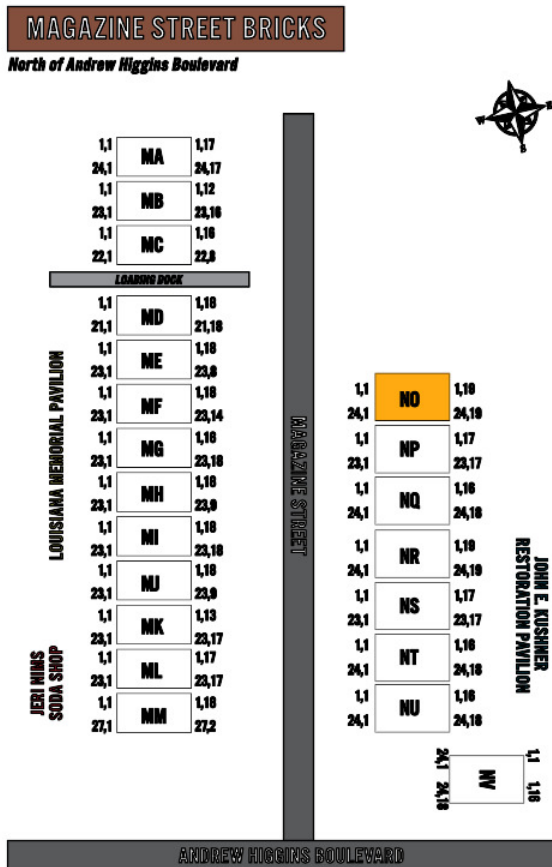 MAGAZINE STREET BRICKS
North of Andrew Higgins Boulevard
N
W
E
S
1,1 MA 1,17
24,1 24,17
1,1 MB 1,12
23,1 23,16
1,1 MC 1,16
22,1 22,8
LOADING DOCK
1,1 MD 1,18
21,1 21,18
1,1 ME 1,18
23,1 23,8
1,1 MF 1,18
23,1 23,14
1,1 MG 1,16
23,1 23,18
1,1 MH 1,18
23,1 23,9
1,1 MI 1,18
23,1 23,18
1,1 MJ 1,18
23,1 23,9
1,1 MK 1,13
23,1 23,17
1,1 ML 1,17
23,1 23,17
1,1 MM 1,18
27,1 27,2
LOUISIANA MEMORIAL PAVILION
JERI NIMS
SODA SHOP
MAGAZINE STREET
1,1 NO 1,19
24,1 24,19
1,1 NP 1,17
23,1 23,17
1,1 NQ 1,16
24,1 24,18
1,1 NR 1,19
24,1 24,19
1,1 NS 1,17
23,1 23,17
1,1 NT 1,16
24,1 24,18
1,1 NU 1,16
24,1 24,18
JOHN E. KUSHNER
RESTORATION PAVILION
24,1 NV 1,1
24,18 1,16
ANDREW HIGGINS BOULEVARD